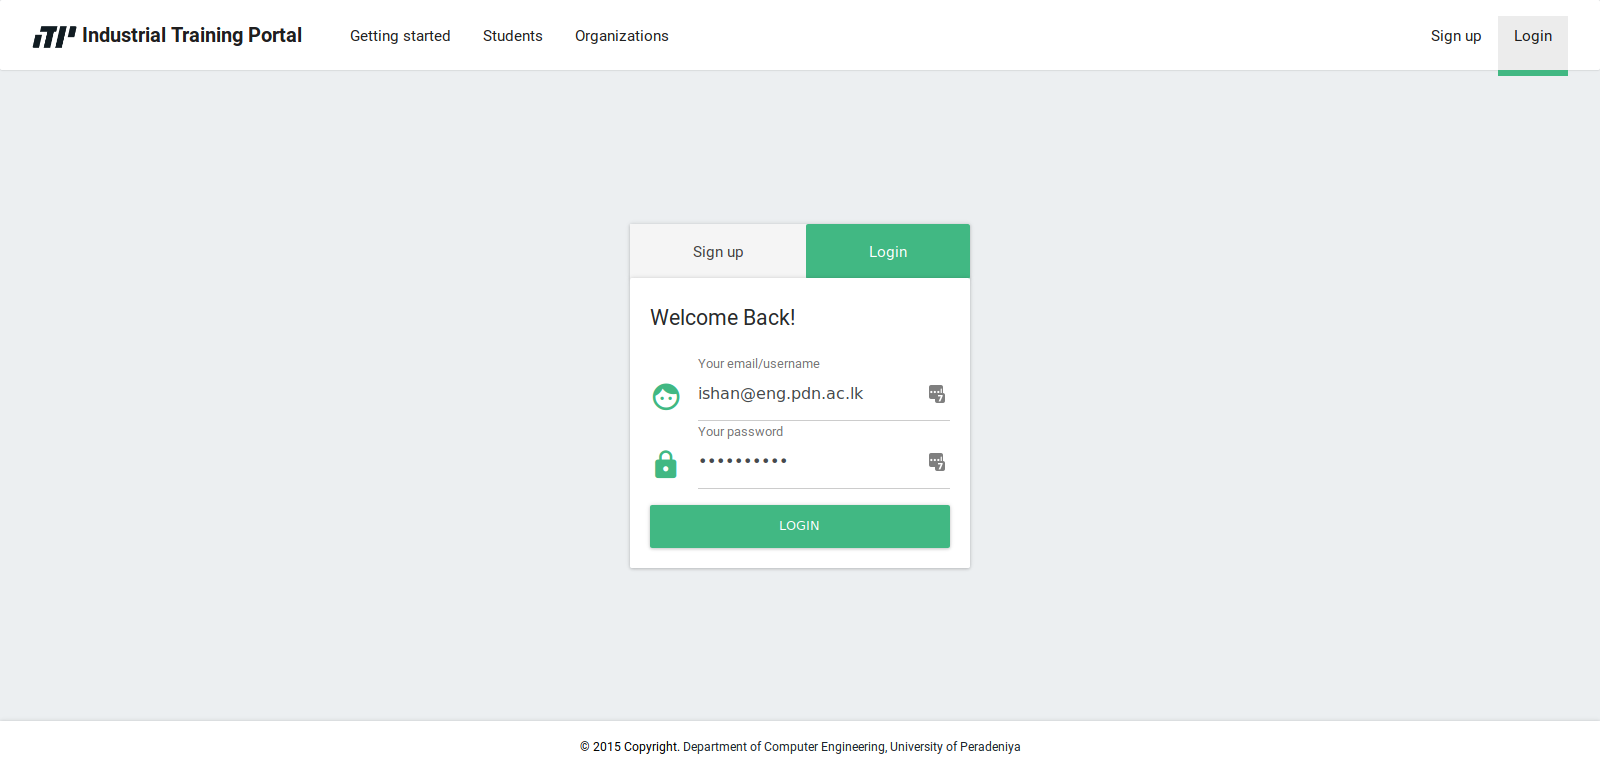 ITP Industrial Training Portal Getting started Students Organizations Sign up Login
Sign up Login
Welcome Back!
Your email/username
ishan@eng.pdn.ac.lk
Your password
••••••••••
LOGIN
© 2015 Copyright. Department of Computer Engineering, University of Peradeniya